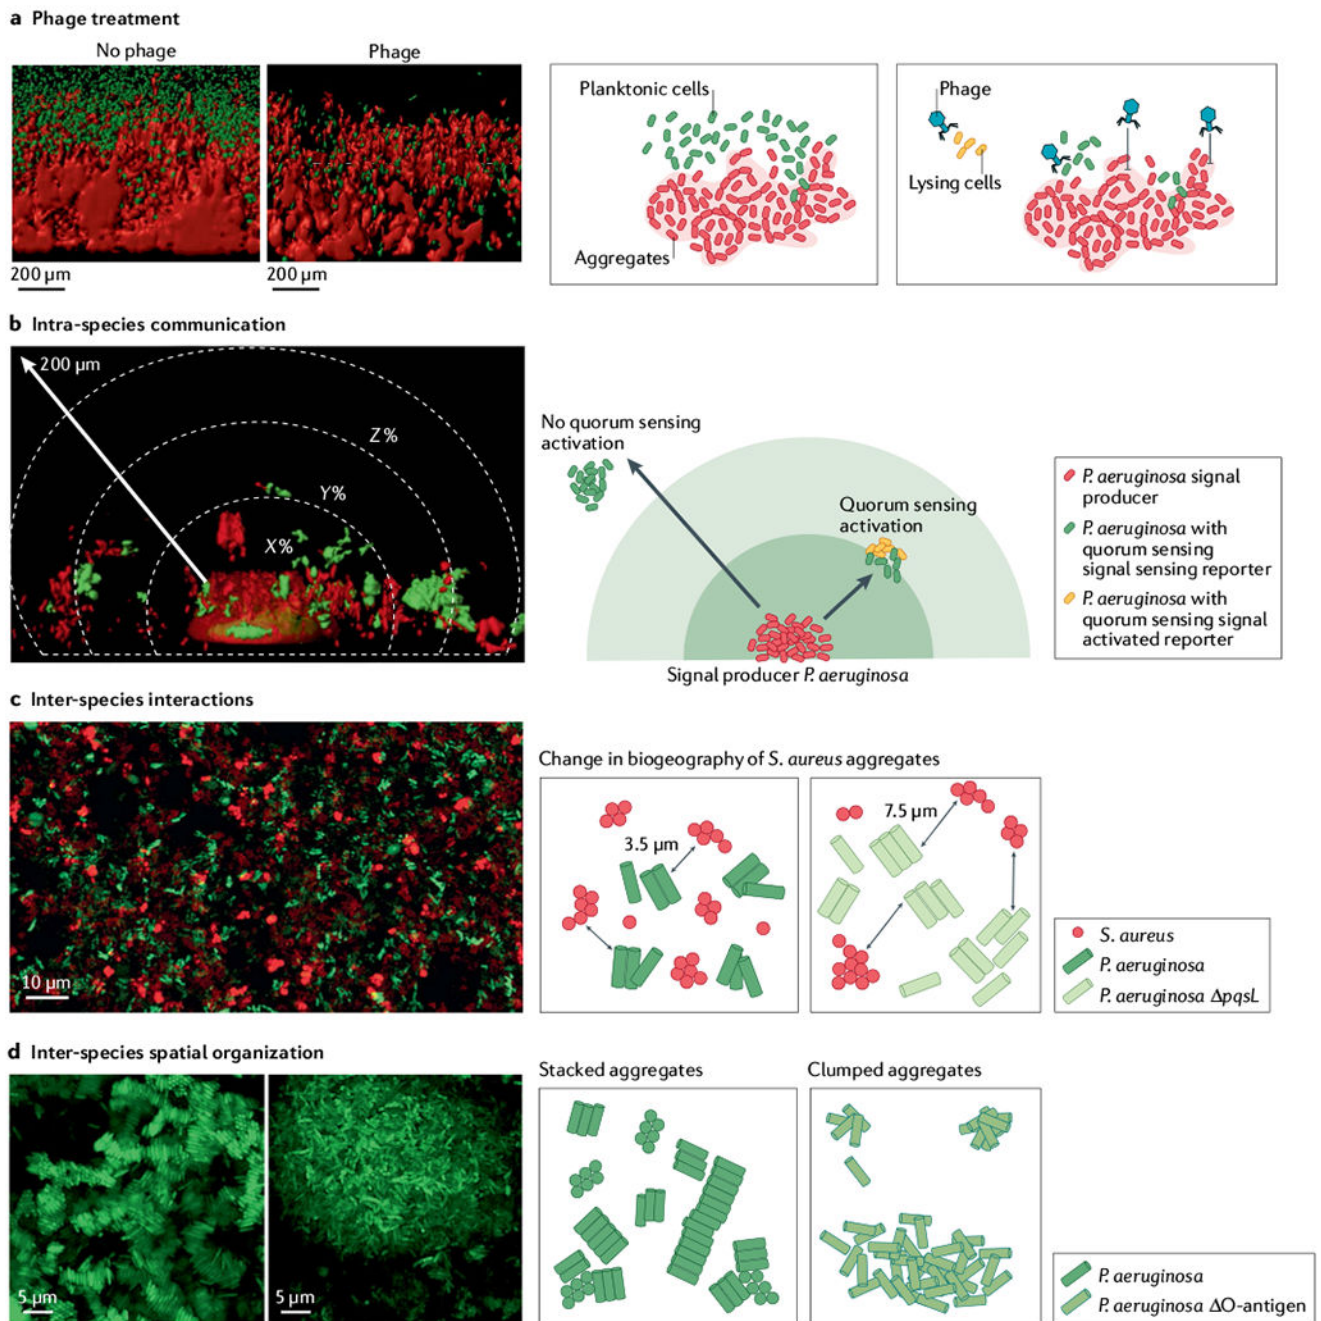 a Phage treatment
No phage
Phage
200 μm
200 μm
Planktonic cells
Aggregates
Phage
Lysing cells
b Intra-species communication
200 μm
Z%
Y%
X%
No quorum sensing
activation
Quorum sensing
activation
Signal producer P. aeruginosa
P. aeruginosa signal
producer
P. aeruginosa with
quorum sensing
signal sensing reporter
P. aeruginosa with
quorum sensing signal
activated reporter
c Inter-species interactions
10 μm
Change in biogeography of S. aureus aggregates
3.5 μm
7.5 μm
S. aureus
P. aeruginosa
P. aeruginosa ΔpqsL
d Inter-species spatial organization
5 μm
5 μm
Stacked aggregates
Clumped aggregates
P. aeruginosa
P. aeruginosa ΔO-antigen